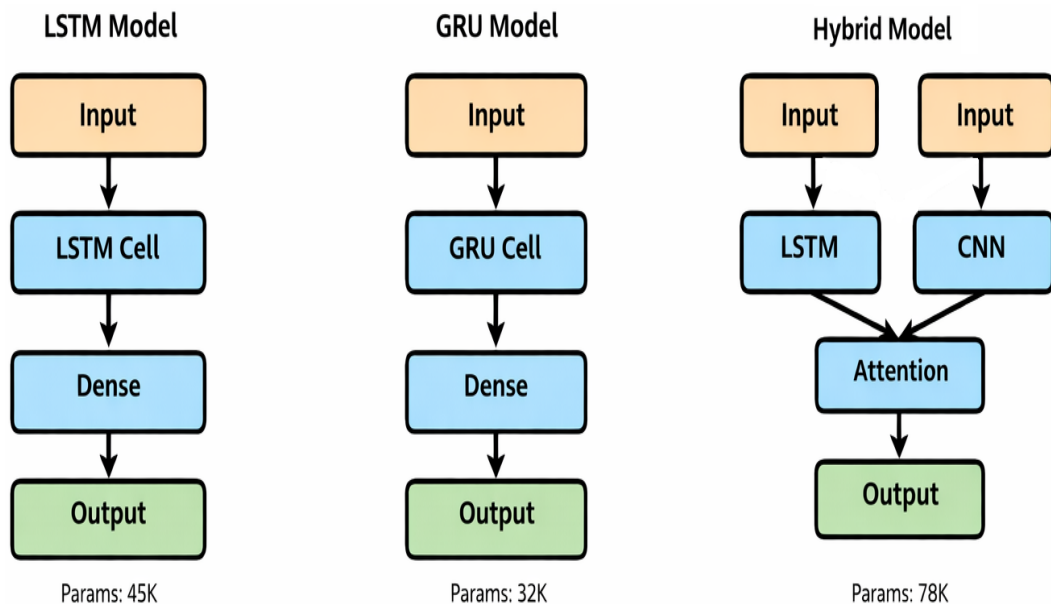 LSTM Model
Input
LSTM Cell
Dense
Output
Params: 45K
GRU Model
Input
GRU Cell
Dense
Output
Params: 32K
Hybrid Model
Input
Input
LSTM
CNN
Attention
Output
Params: 78K